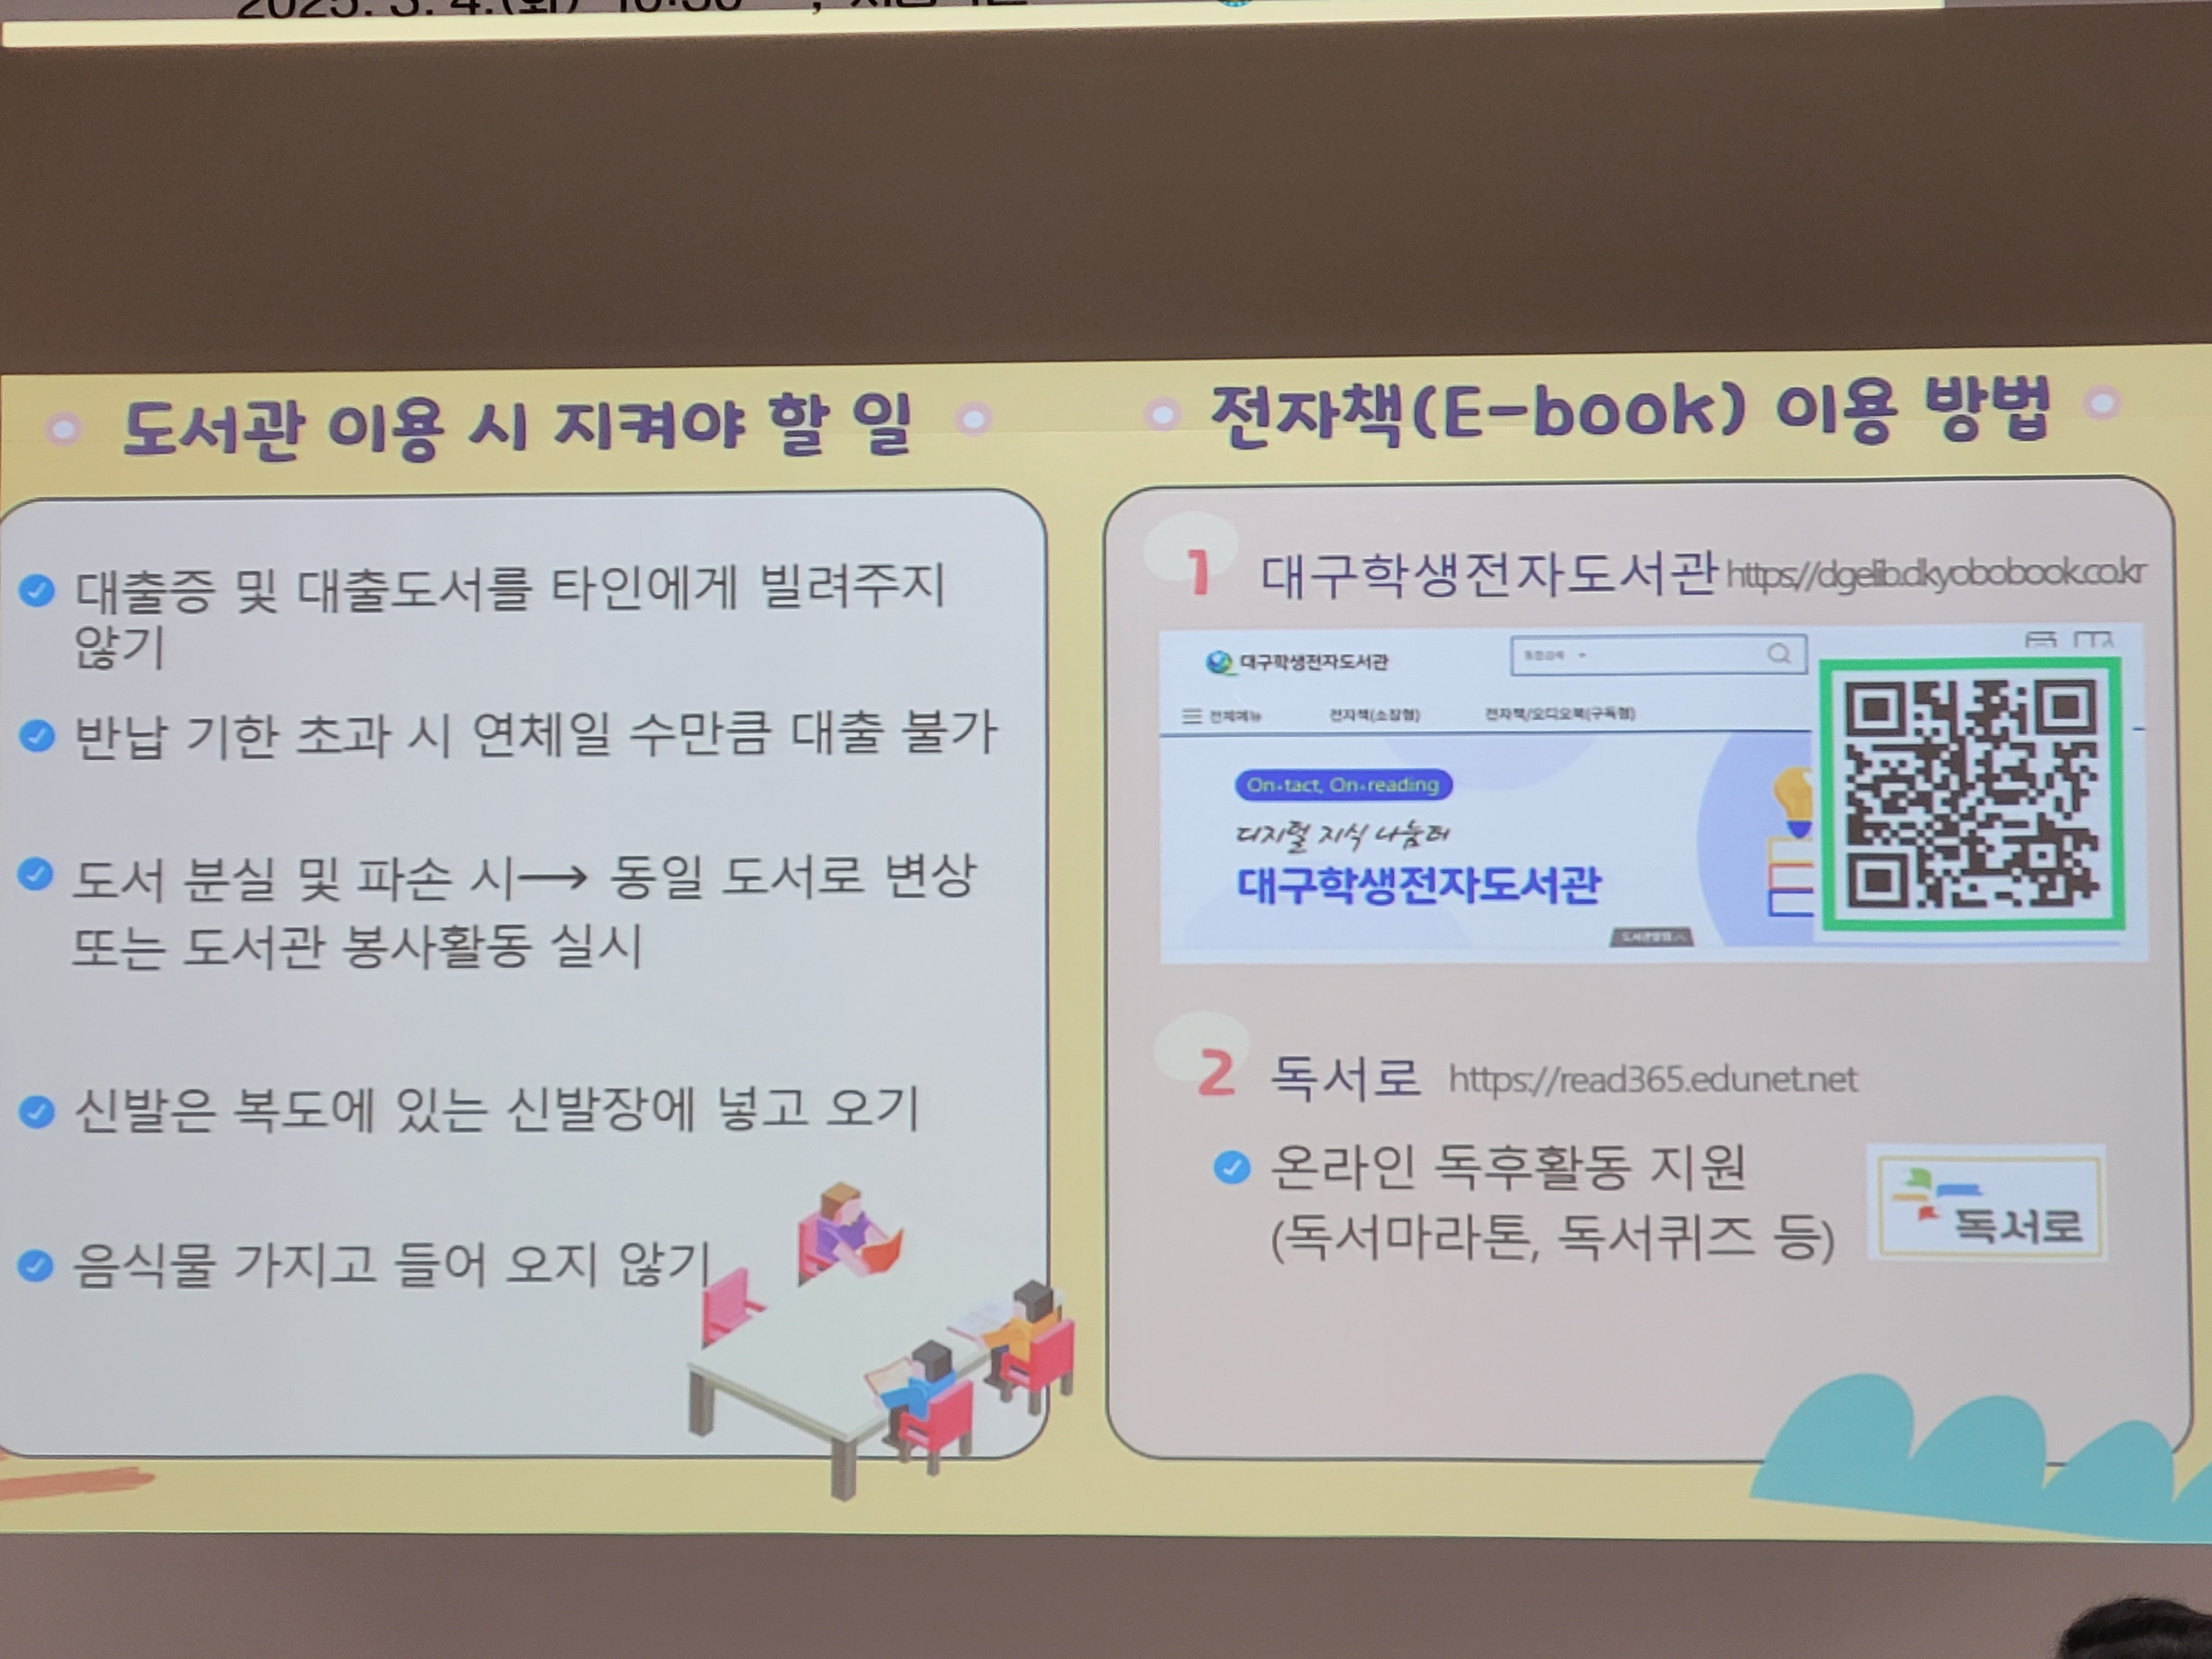 2025. 3. 4.(화) 10:30
도서관 이용 시 지켜야 할 일
대출증 및 대출도서를 타인에게 빌려주지
않기
반납 기한 초과 시 연체일 수만큼 대출 불가
도서 분실 및 파손 시→ 동일 도서로 변상
또는 도서관 봉사활동 실시
신발은 복도에 있는 신발장에 넣고 오기
음식물 가지고 들어 오지 않기
전자책(E-book) 이용 방법
1 대구학생전자도서관 https://dgelib.dkyobobook.co.kr
대구학생전자도서관
통합검색
전체메뉴 전자책(소장형) 전자책/오디오북(구독형)
On-tact, On-reading
디지털 지식 나눔터
대구학생전자도서관
2 독서로 https://read365.edunet.net
온라인 독후활동 지원
(독서마라톤, 독서퀴즈 등)
독서로